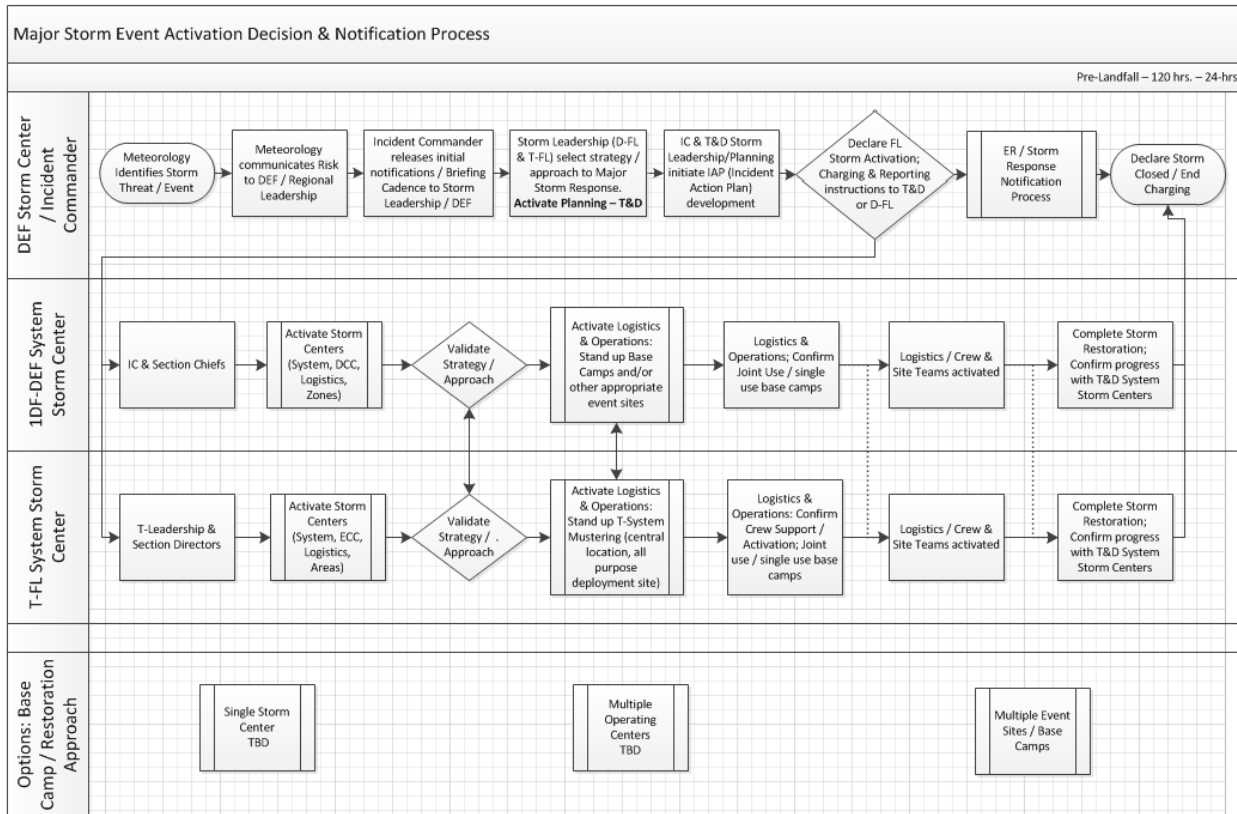 Major Storm Event Activation Decision & Notification Process
Pre-Landfall – 120 hrs. – 24-hrs
DEF Storm Center
/ Incident
Commander
Meteorology
Identifies Storm
Threat / Event
Meteorology
communicates Risk
to DEF / Regional
Leadership
Incident Commander
releases initial
notifications / Briefing
Cadence to Storm
Leadership / DEF
Storm Leadership (D-FL
& T-FL) select strategy /
approach to Major
Storm Response.
Activate Planning – T&D
IC & T&D Storm
Leadership/Planning
initiate IAP (Incident
Action Plan)
development
Declare FL
Storm Activation;
Charging & Reporting
instructions to T&D
or D-FL
ER / Storm
Response
Notification
Process
Declare Storm
Closed / End
Charging
1DF-DEF System
Storm Center
IC & Section Chiefs
Activate Storm
Centers
(System, DCC,
Logistics,
Zones)
Validate
Strategy /
Approach
Activate Logistics
& Operations:
Stand up Base
Camps and/or
other appropriate
event sites
Logistics &
Operations; Confirm
Joint Use / single
use base camps
Logistics / Crew &
Site Teams activated
Complete Storm
Restoration;
Confirm progress
with T&D System
Storm Centers
T-FL System Storm
Center
T-Leadership &
Section Directors
Activate Storm
Centers
(System, ECC,
Logistics,
Areas)
Validate
Strategy / .
Approach
Activate Logistics
& Operations:
Stand up T-System
Mustering (central
location, all
purpose
deployment site)
Logistics &
Operations: Confirm
Crew Support /
Activation; Joint
use / single use base
camps
Logistics / Crew &
Site Teams activated
Complete Storm
Restoration;
Confirm progress
with T&D System
Storm Centers
Options: Base
Camp / Restoration
Approach
Single Storm
Center
TBD
Multiple
Operating
Centers
TBD
Multiple Event
Sites / Base
Camps